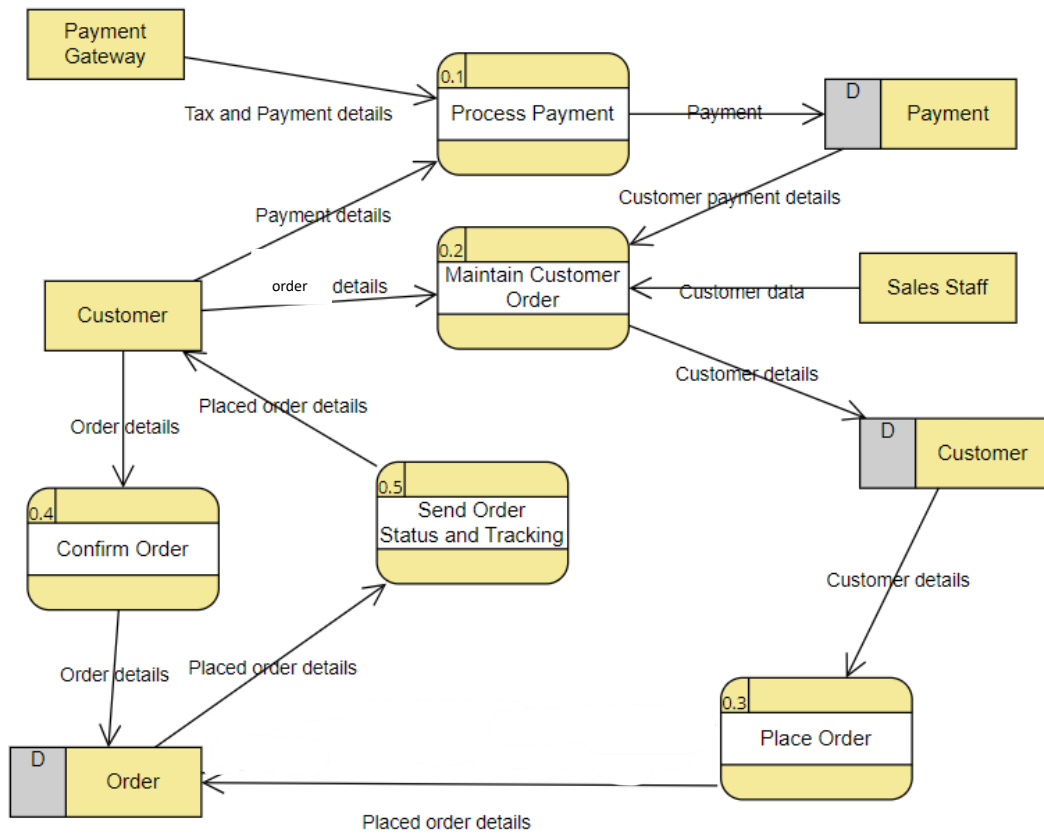 Payment
Gateway
0.1
Process Payment
D
Payment
Tax and Payment details
Payment
Payment details
Customer payment details
0.2
Maintain Customer
Order
Customer
order details
Customer data
Sales Staff
Customer details
Placed order details
Order details
D
Customer
0.4
Confirm Order
0.5
Send Order
Status and Tracking
Customer details
Order details
Placed order details
0.3
Place Order
D
Order
Placed order details